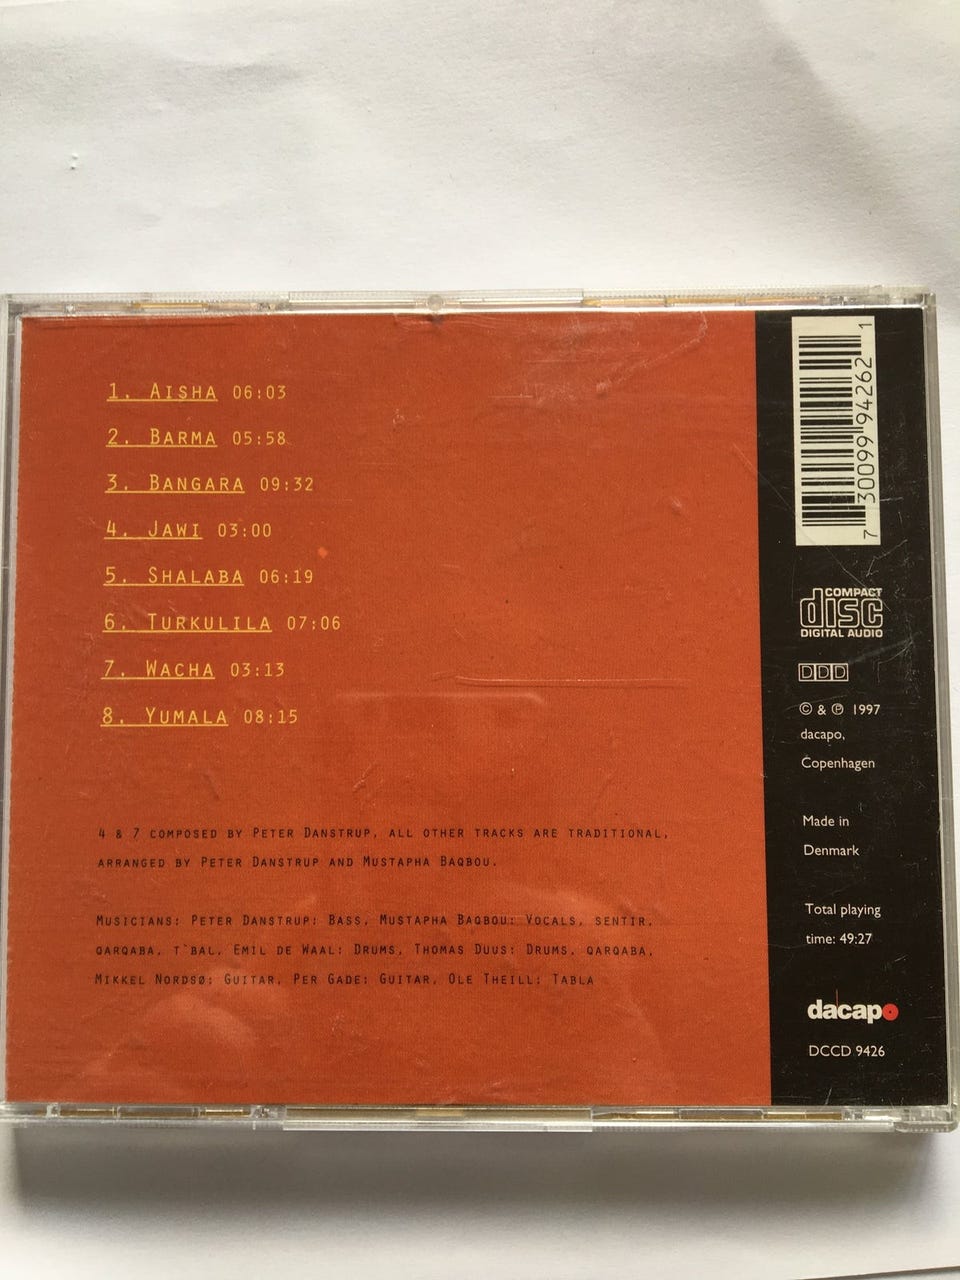 1. Aisha 06:03
2. Barma 05:58
3. Bangara 09:32
4. Jawi 03:00
5. Shalaba 06:19
6. Turkulila 07:06
7. Wacha 03:13
8. Yumala 08:15
4 & 7 composed by Peter Danstrup, all other tracks are traditional,
arranged by Peter Danstrup and Mustapha Baqbou.
Musicians: Peter Danstrup: Bass, Mustapha Baqbou: Vocals, sentir,
qarqaba, t`bal, Emil de Waal: Drums, Thomas Duus: Drums, qarqaba,
Mikkel Nordsø: Guitar, Per Gade: Guitar, Ole Theill: Tabla
7 30099 94262 1
COMPACT
disc
DIGITAL AUDIO
DDD
© & ℗ 1997
dacapo,
Copenhagen
Made in
Denmark
Total playing
time: 49:27
dacapo
DCCD 9426